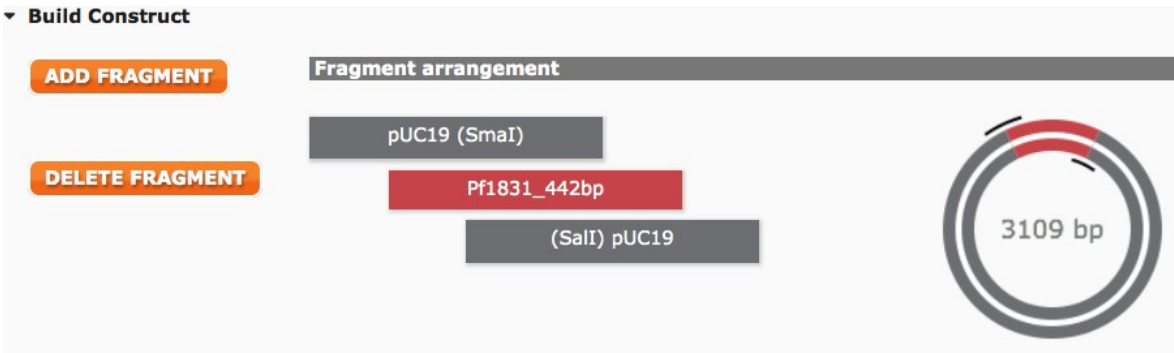 Build Construct
ADD FRAGMENT
Fragment arrangement
pUC19 (SmaI)
DELETE FRAGMENT
Pf1831_442bp
(SalI) pUC19
3109 bp